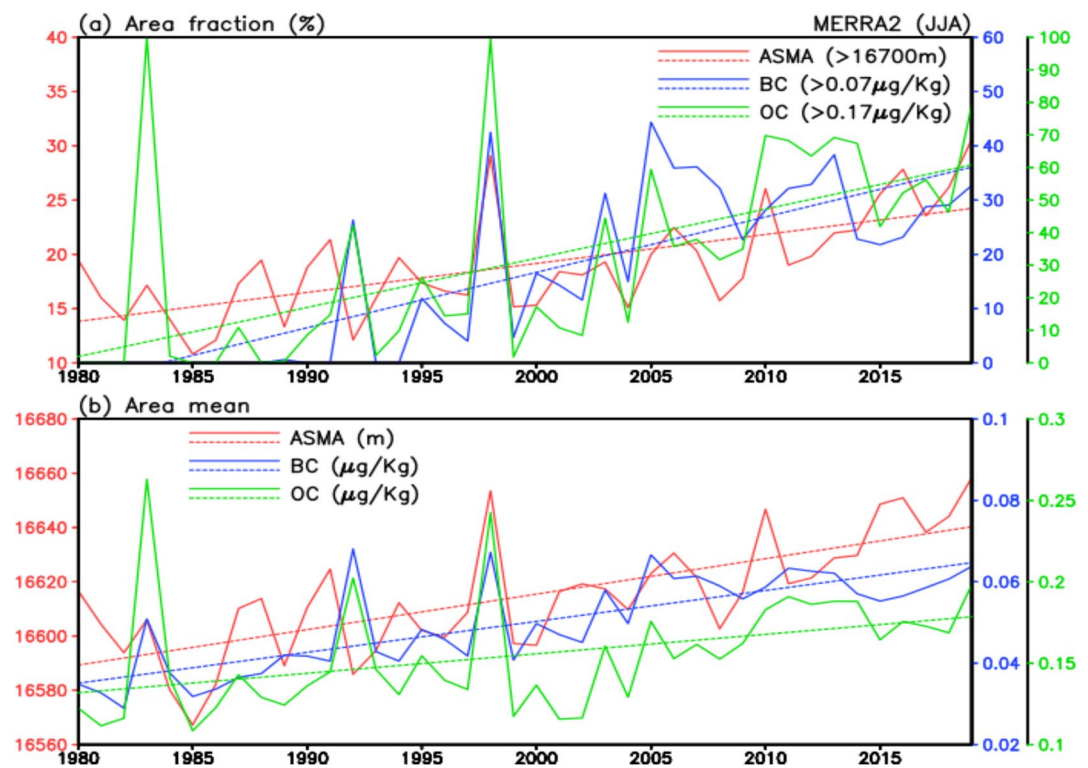 (a) Area fraction (%) MERRA2 (JJA)
40 60 100
35 50 90
30 40 80
25 30 70
20 20 60
15 10 50
10 0 40
30
20
10
0
ASMA (>16700m)
BC (>0.07μg/Kg)
OC (>0.17μg/Kg)
1980 1985 1990 1995 2000 2005 2010 2015
(b) Area mean
16680 0.1 0.3
16660 0.08 0.25
16640 0.06 0.2
16620 0.04 0.15
16600 0.02 0.1
16580
16560
ASMA (m)
BC (μg/Kg)
OC (μg/Kg)
1980 1985 1990 1995 2000 2005 2010 2015